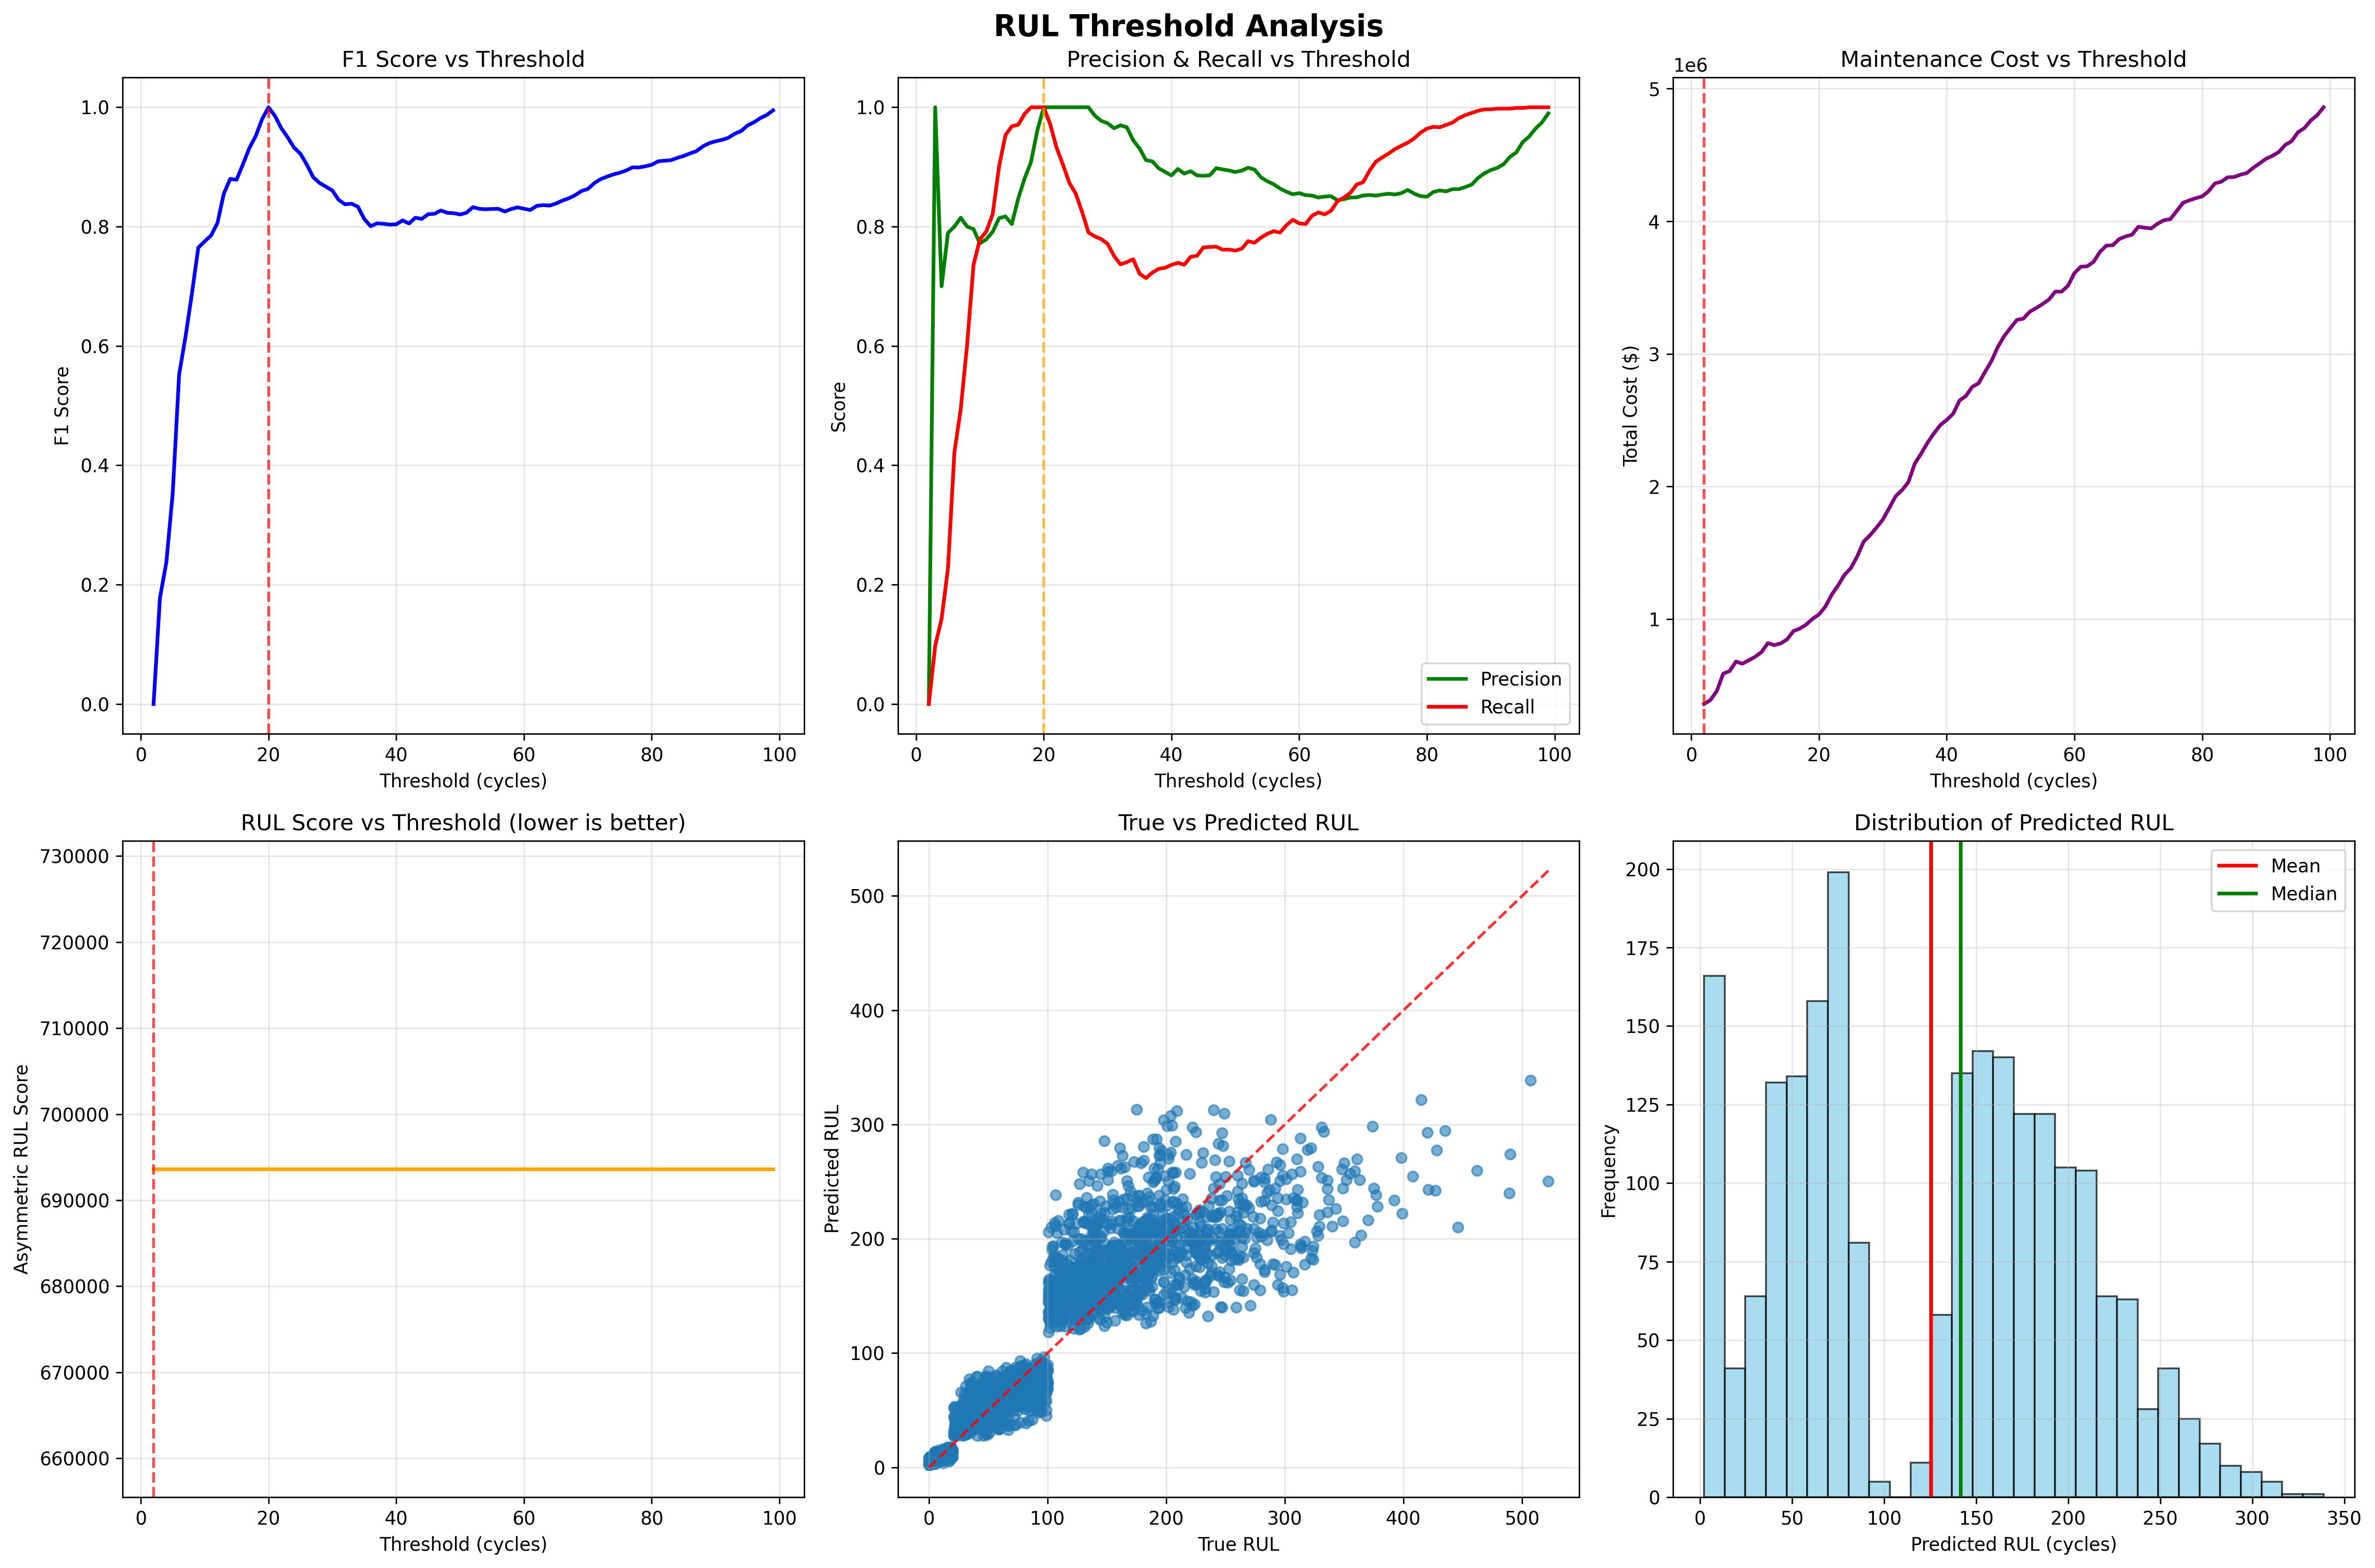 RUL Threshold Analysis
F1 Score vs Threshold
1.0
0.8
0.6
0.4
0.2
0.0
F1 Score
0 20 40 60 80 100
Threshold (cycles)
Precision & Recall vs Threshold
1.0
0.8
0.6
0.4
0.2
0.0
Score
Precision
Recall
0 20 40 60 80 100
Threshold (cycles)
Maintenance Cost vs Threshold
1e6
5
4
3
2
1
Total Cost ($)
0 20 40 60 80 100
Threshold (cycles)
RUL Score vs Threshold (lower is better)
730000
720000
710000
700000
690000
680000
670000
660000
Asymmetric RUL Score
0 20 40 60 80 100
Threshold (cycles)
True vs Predicted RUL
500
400
300
200
100
0
Predicted RUL
0 100 200 300 400 500
True RUL
Distribution of Predicted RUL
Mean
Median
200
175
150
125
100
75
50
25
0
Frequency
0 50 100 150 200 250 300 350
Predicted RUL (cycles)